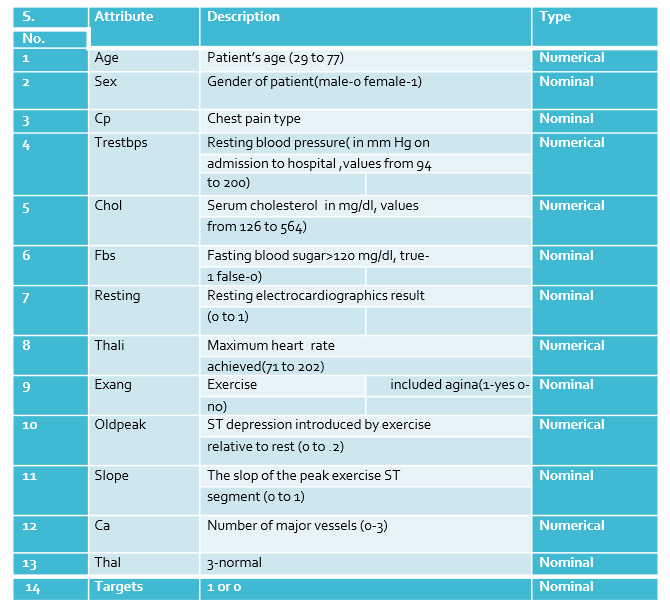 S. Attribute Description Type
No.
1 Age Patient's age (29 to 77) Numerical
2 Sex Gender of patient(male-0 female-1) Nominal
3 Cp Chest pain type Nominal
4 Trestbps Resting blood pressure( in mm Hg on Numerical
admission to hospital ,values from 94
to 200)
5 Chol Serum cholesterol in mg/dl, values Numerical
from 126 to 564)
6 Fbs Fasting blood sugar>120 mg/dl, true- Nominal
1 false-0)
7 Resting Resting electrocardiographics result Nominal
(0 to 1)
8 Thali Maximum heart rate Numerical
achieved(71 to 202)
9 Exang Exercise included agina(1-yes 0- Nominal
no)
10 Oldpeak ST depression introduced by exercise Numerical
relative to rest (0 to .2)
11 Slope The slop of the peak exercise ST Nominal
segment (0 to 1)
12 Ca Number of major vessels (0-3) Numerical
13 Thal 3-normal Nominal
14 Targets 1 or 0 Nominal